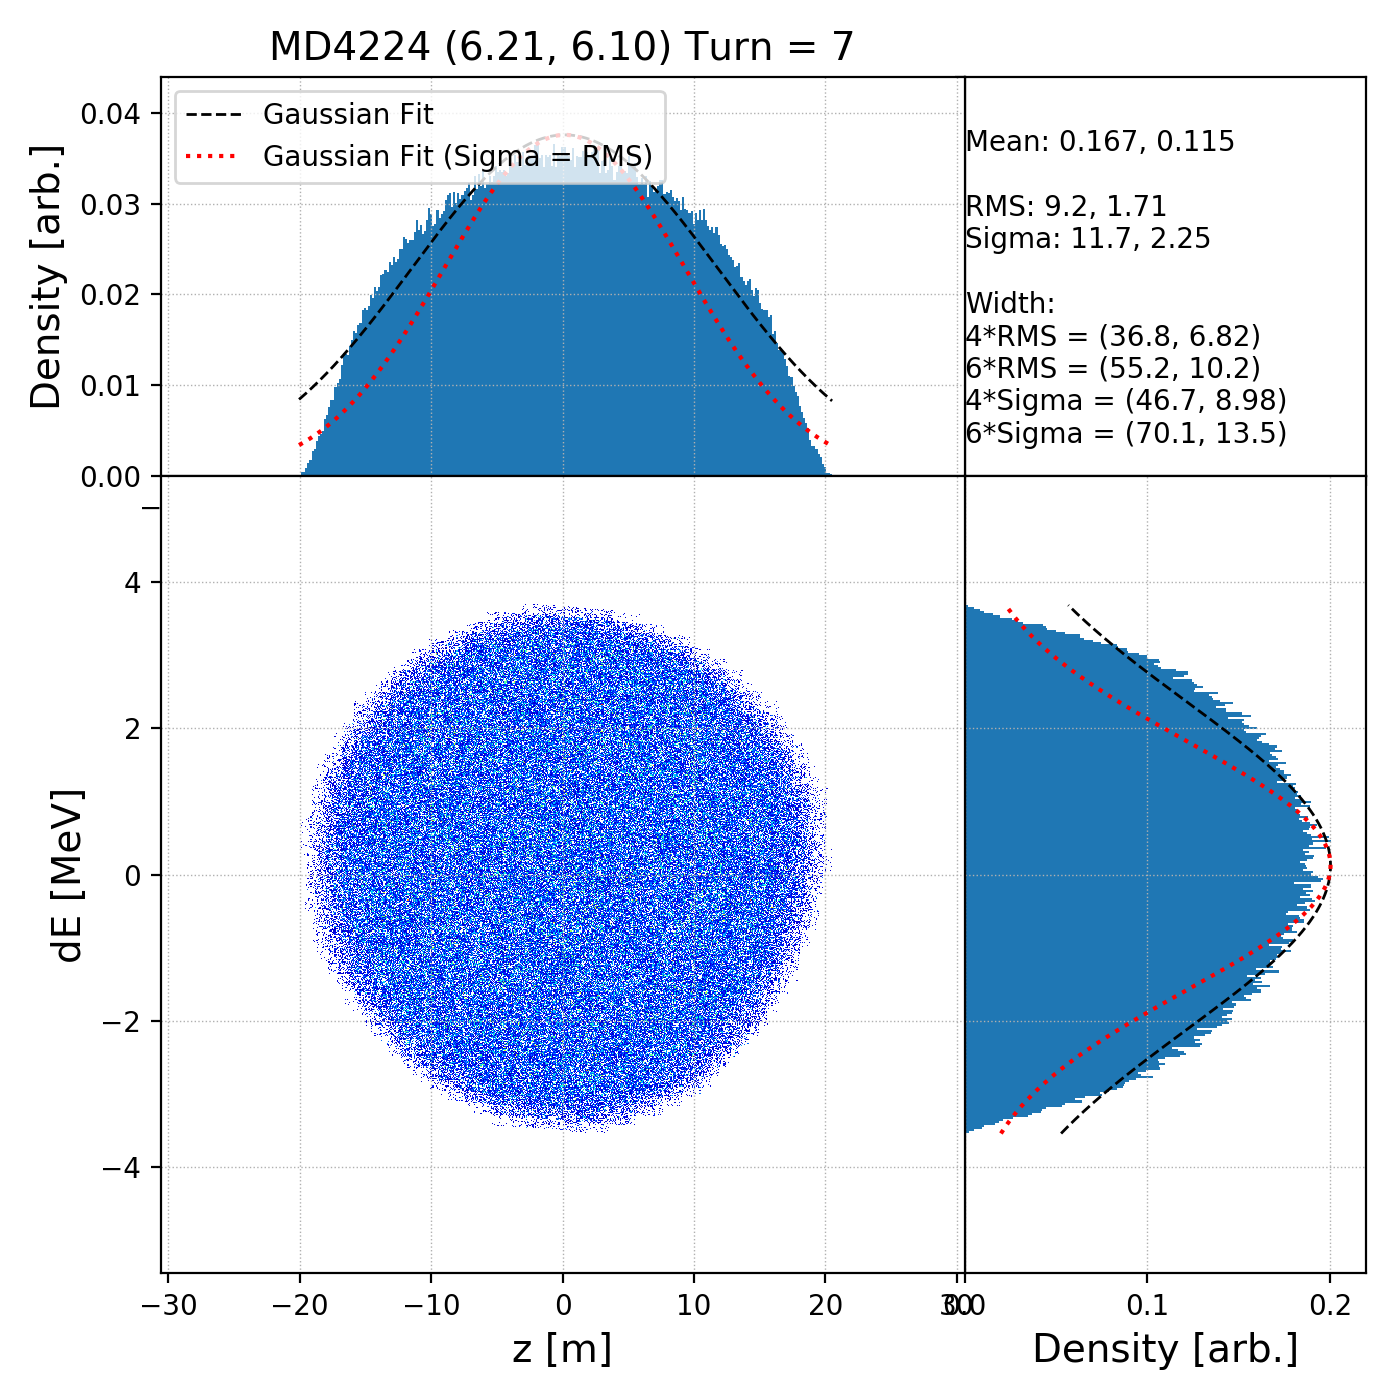 MD4224 (6.21, 6.10) Turn = 7
Gaussian Fit
Gaussian Fit (Sigma = RMS)
Density [arb.]
0.04
0.03
0.02
0.01
0.00
Mean: 0.167, 0.115
RMS: 9.2, 1.71
Sigma: 11.7, 2.25
Width:
4*RMS = (36.8, 6.82)
6*RMS = (55.2, 10.2)
4*Sigma = (46.7, 8.98)
6*Sigma = (70.1, 13.5)
dE [MeV]
4
2
0
−2
−4
−30 −20 −10 0 10 20 30
z [m]
0.0 0.1 0.2
Density [arb.]